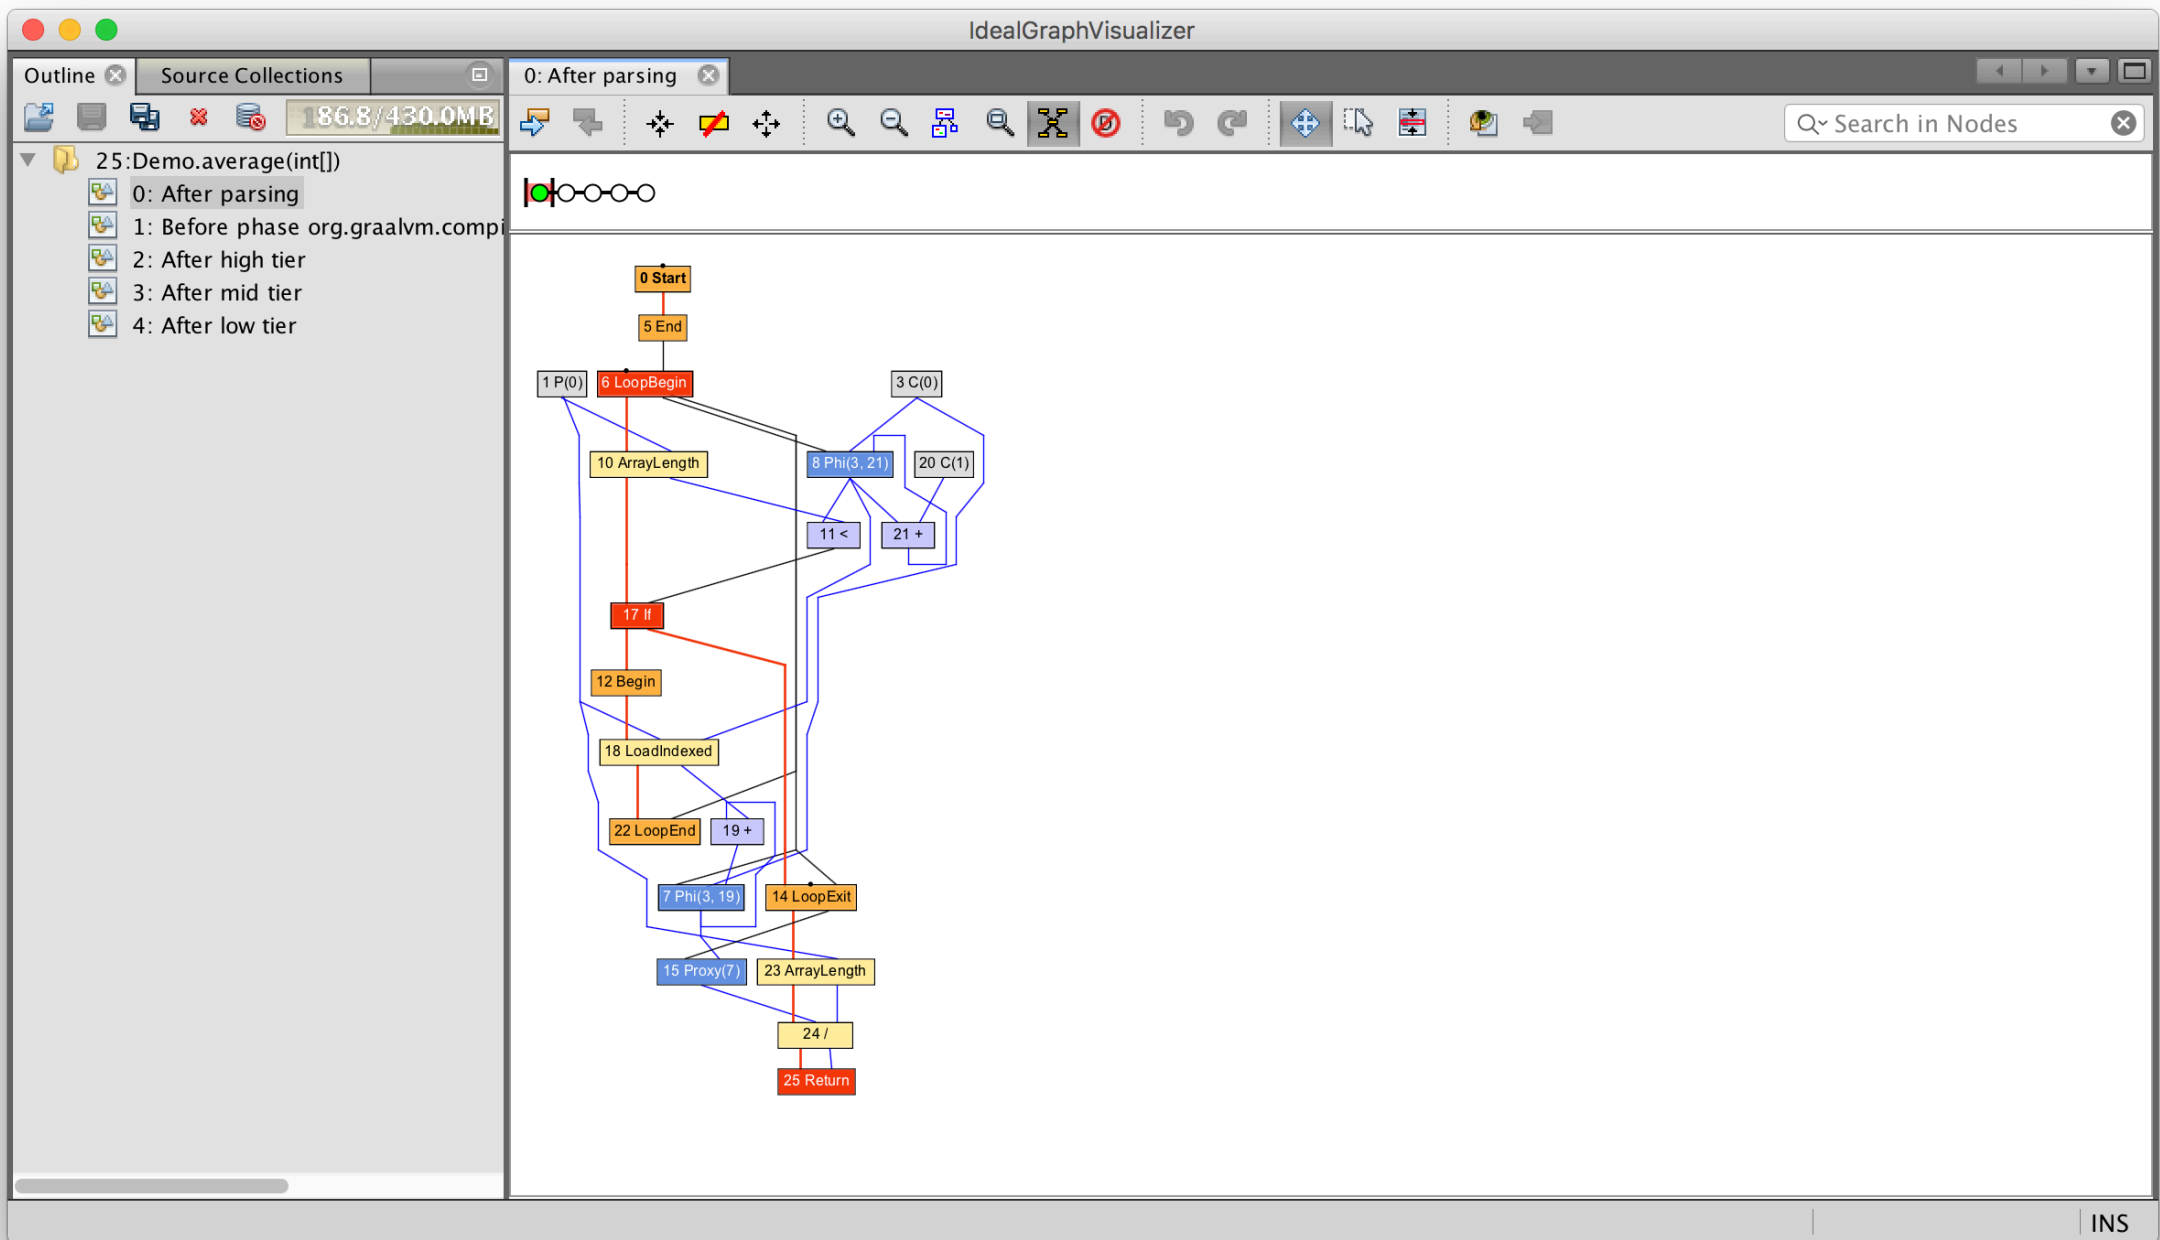 IdealGraphVisualizer
Outline
Source Collections
0: After parsing
186.8/430.0MB
Search in Nodes
25:Demo.average(int[])
0: After parsing
1: Before phase org.graalvm.compi
2: After high tier
3: After mid tier
4: After low tier
0 Start
5 End
1 P(0)
6 LoopBegin
3 C(0)
10 ArrayLength
8 Phi(3, 21)
20 C(1)
11 <
21 +
17 If
12 Begin
18 LoadIndexed
22 LoopEnd
19 +
7 Phi(3, 19)
14 LoopExit
15 Proxy(7)
23 ArrayLength
24 /
25 Return
INS